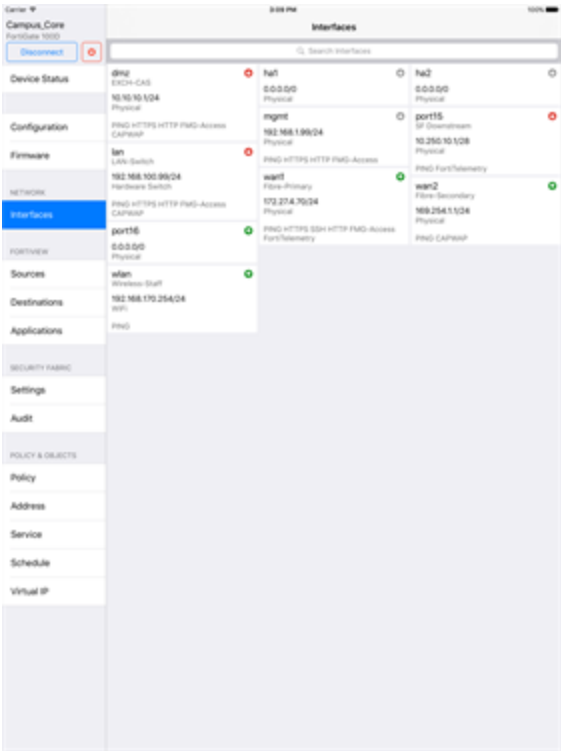 Carrier
3:09 PM
100%
Campus_Core
FortiGate 100D
Disconnect
Interfaces
Search Interfaces
Device Status
Configuration
Firmware
NETWORK
Interfaces
FORTIVIEW
Sources
Destinations
Applications
SECURITY FABRIC
Settings
Audit
POLICY & OBJECTS
Policy
Address
Service
Schedule
Virtual IP
dmz
EXCH-CAS
10.10.10.1/24
Physical
PING HTTPS HTTP FMG-Access
CAPWAP
lan
LAN-Switch
192.168.100.99/24
Hardware Switch
PING HTTPS HTTP FMG-Access
CAPWAP
port16
0.0.0.0/0
Physical
wlan
Wireless-Staff
192.168.170.254/24
WiFi
PING
ha1
0.0.0.0/0
Physical
mgmt
192.168.1.99/24
Physical
PING HTTPS HTTP FMG-Access
wan1
Fibre-Primary
172.27.4.70/24
Physical
PING HTTPS SSH HTTP FMG-Access
FortiTelemetry
ha2
0.0.0.0/0
Physical
port15
SF Downstream
10.250.10.1/28
Physical
PING FortiTelemetry
wan2
Fibre-Secondary
169.254.1.1/24
Physical
PING CAPWAP